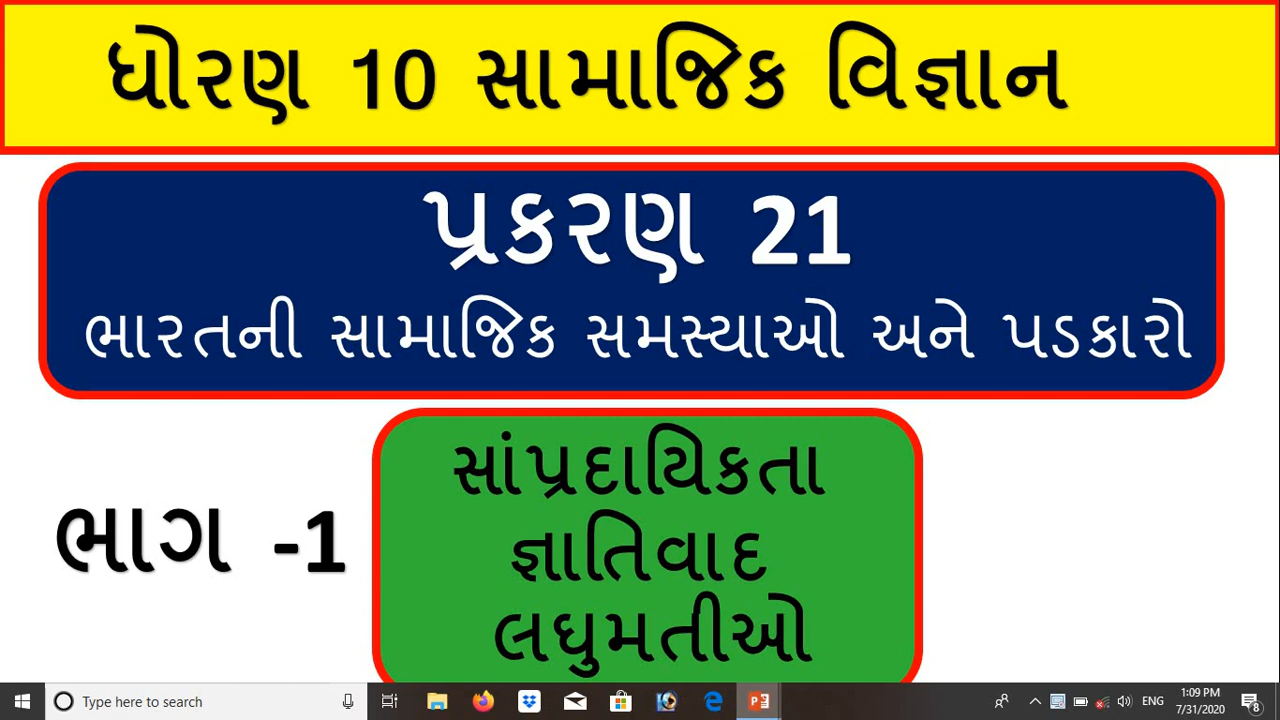 ધોરણ 10 સામાજિક વિજ્ઞાન
પ્રકરણ 21
ભારતની સામાજિક સમસ્યાઓ અને પડકારો
ભાગ -1
સાંપ્રદાયિકતા
જ્ઞાતિવાદ
લઘુમતીઓ
Type here to search
ENG
1:09 PM
7/31/2020
8